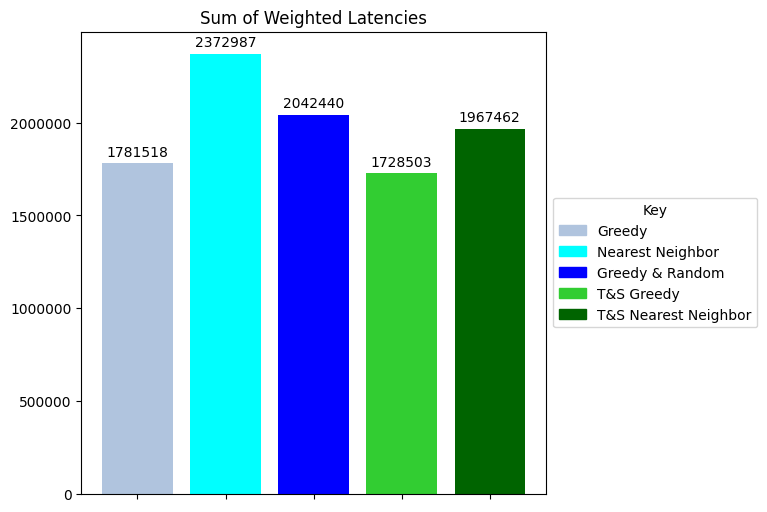 Sum of Weighted Latencies
2372987
2042440
1967462
1781518
1728503
2000000
1500000
1000000
500000
0
Key
Greedy
Nearest Neighbor
Greedy & Random
T&S Greedy
T&S Nearest Neighbor